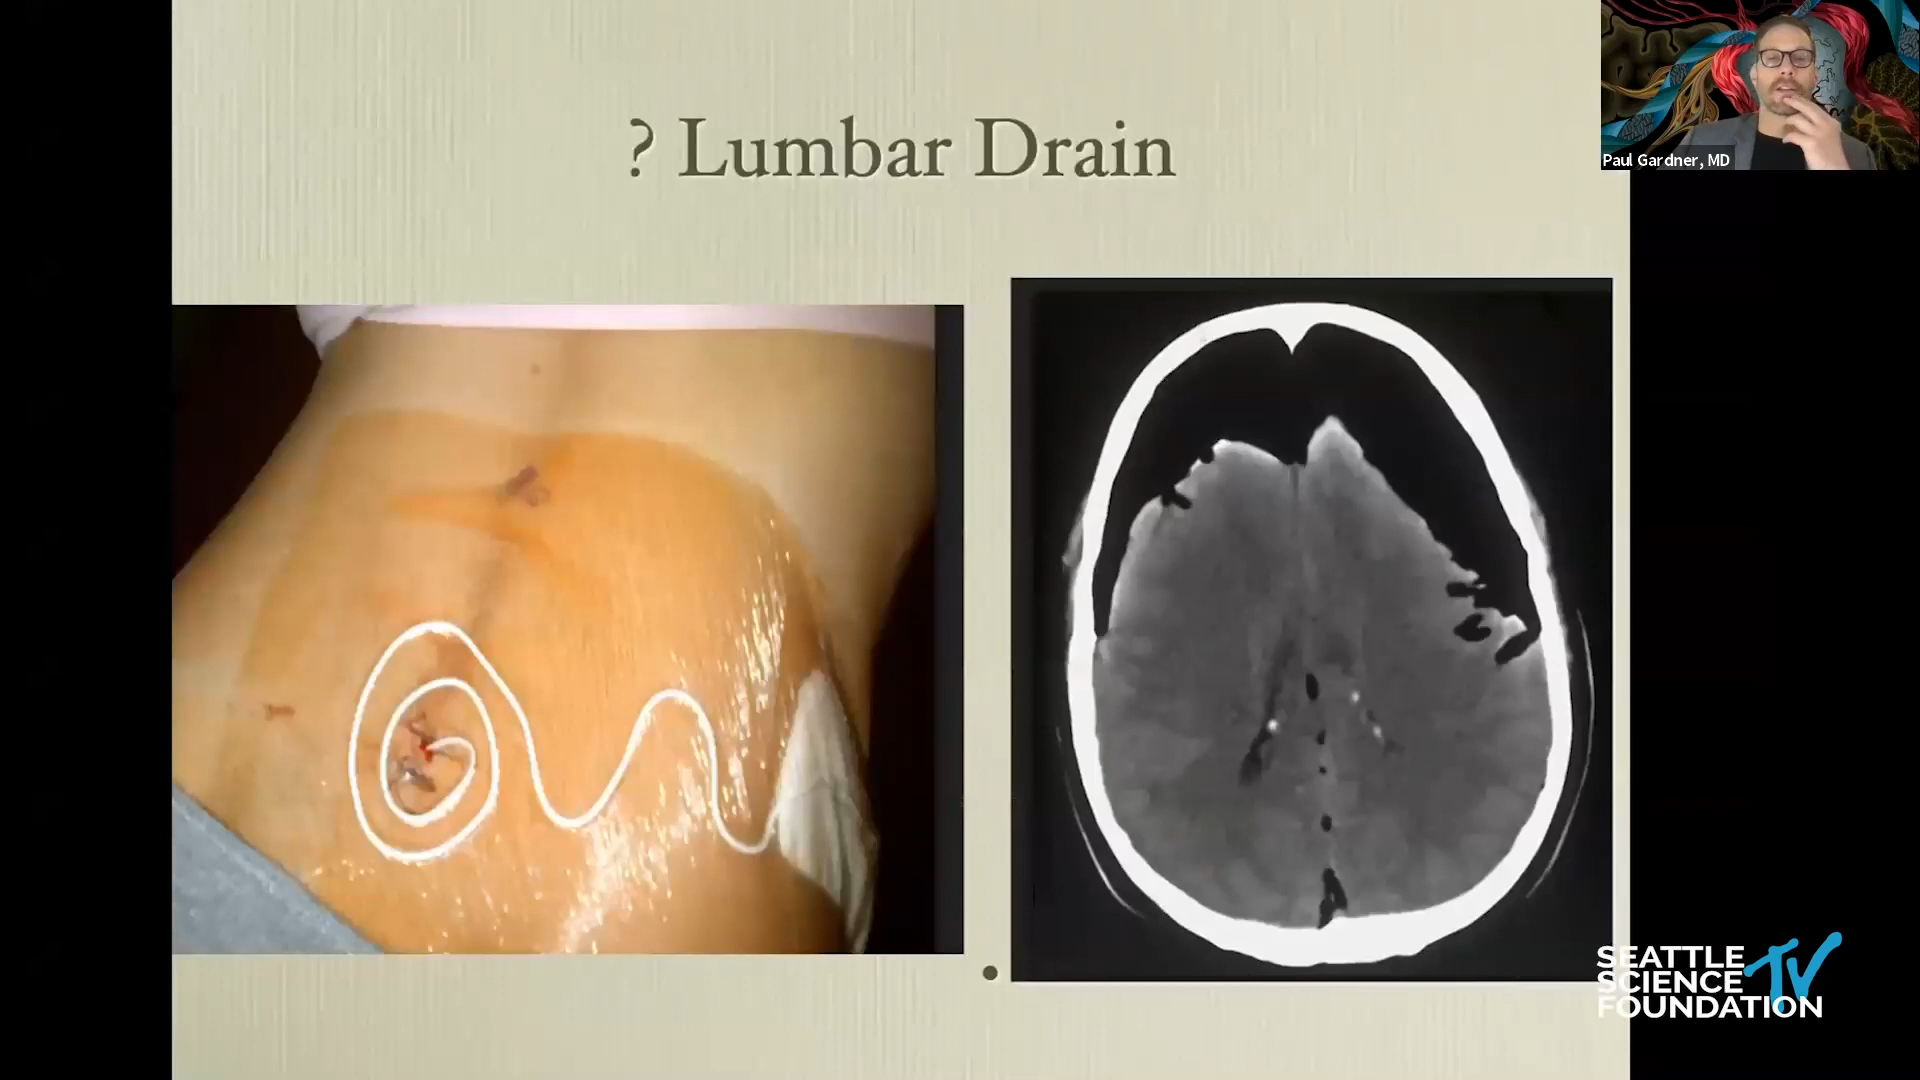 ? Lumbar Drain
Paul Gardner, MD
SEATTLE
SCIENCE TV
FOUNDATION